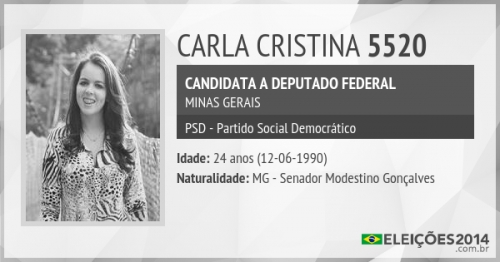 CARLA CRISTINA 5520
CANDIDATA A DEPUTADO FEDERAL
MINAS GERAIS
PSD - Partido Social Democrático
Idade: 24 anos (12-06-1990)
Naturalidade: MG - Senador Modestino Gonçalves
ELEIÇÕES2014
.com.br